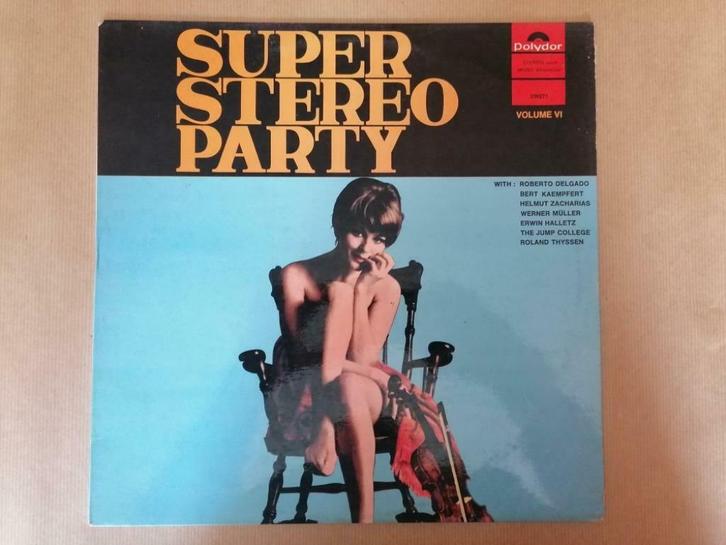 SUPER
STEREO
PARTY
Polydor
VOLUME VI
WITH : ROBERTO DELGADO
BERT KAEMPFERT
HELMUT ZACHARIAS
WERNER MÜLLER
ERWIN HALLETZ
THE JUMP COLLEGE
ROLAND THYSSEN